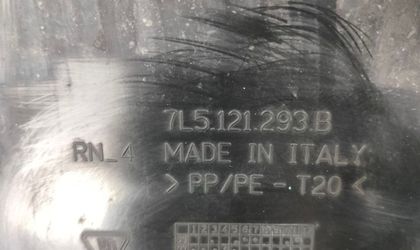 7L5.121.293.B
RN_4 MADE IN ITALY
> PP/PE - T20 <